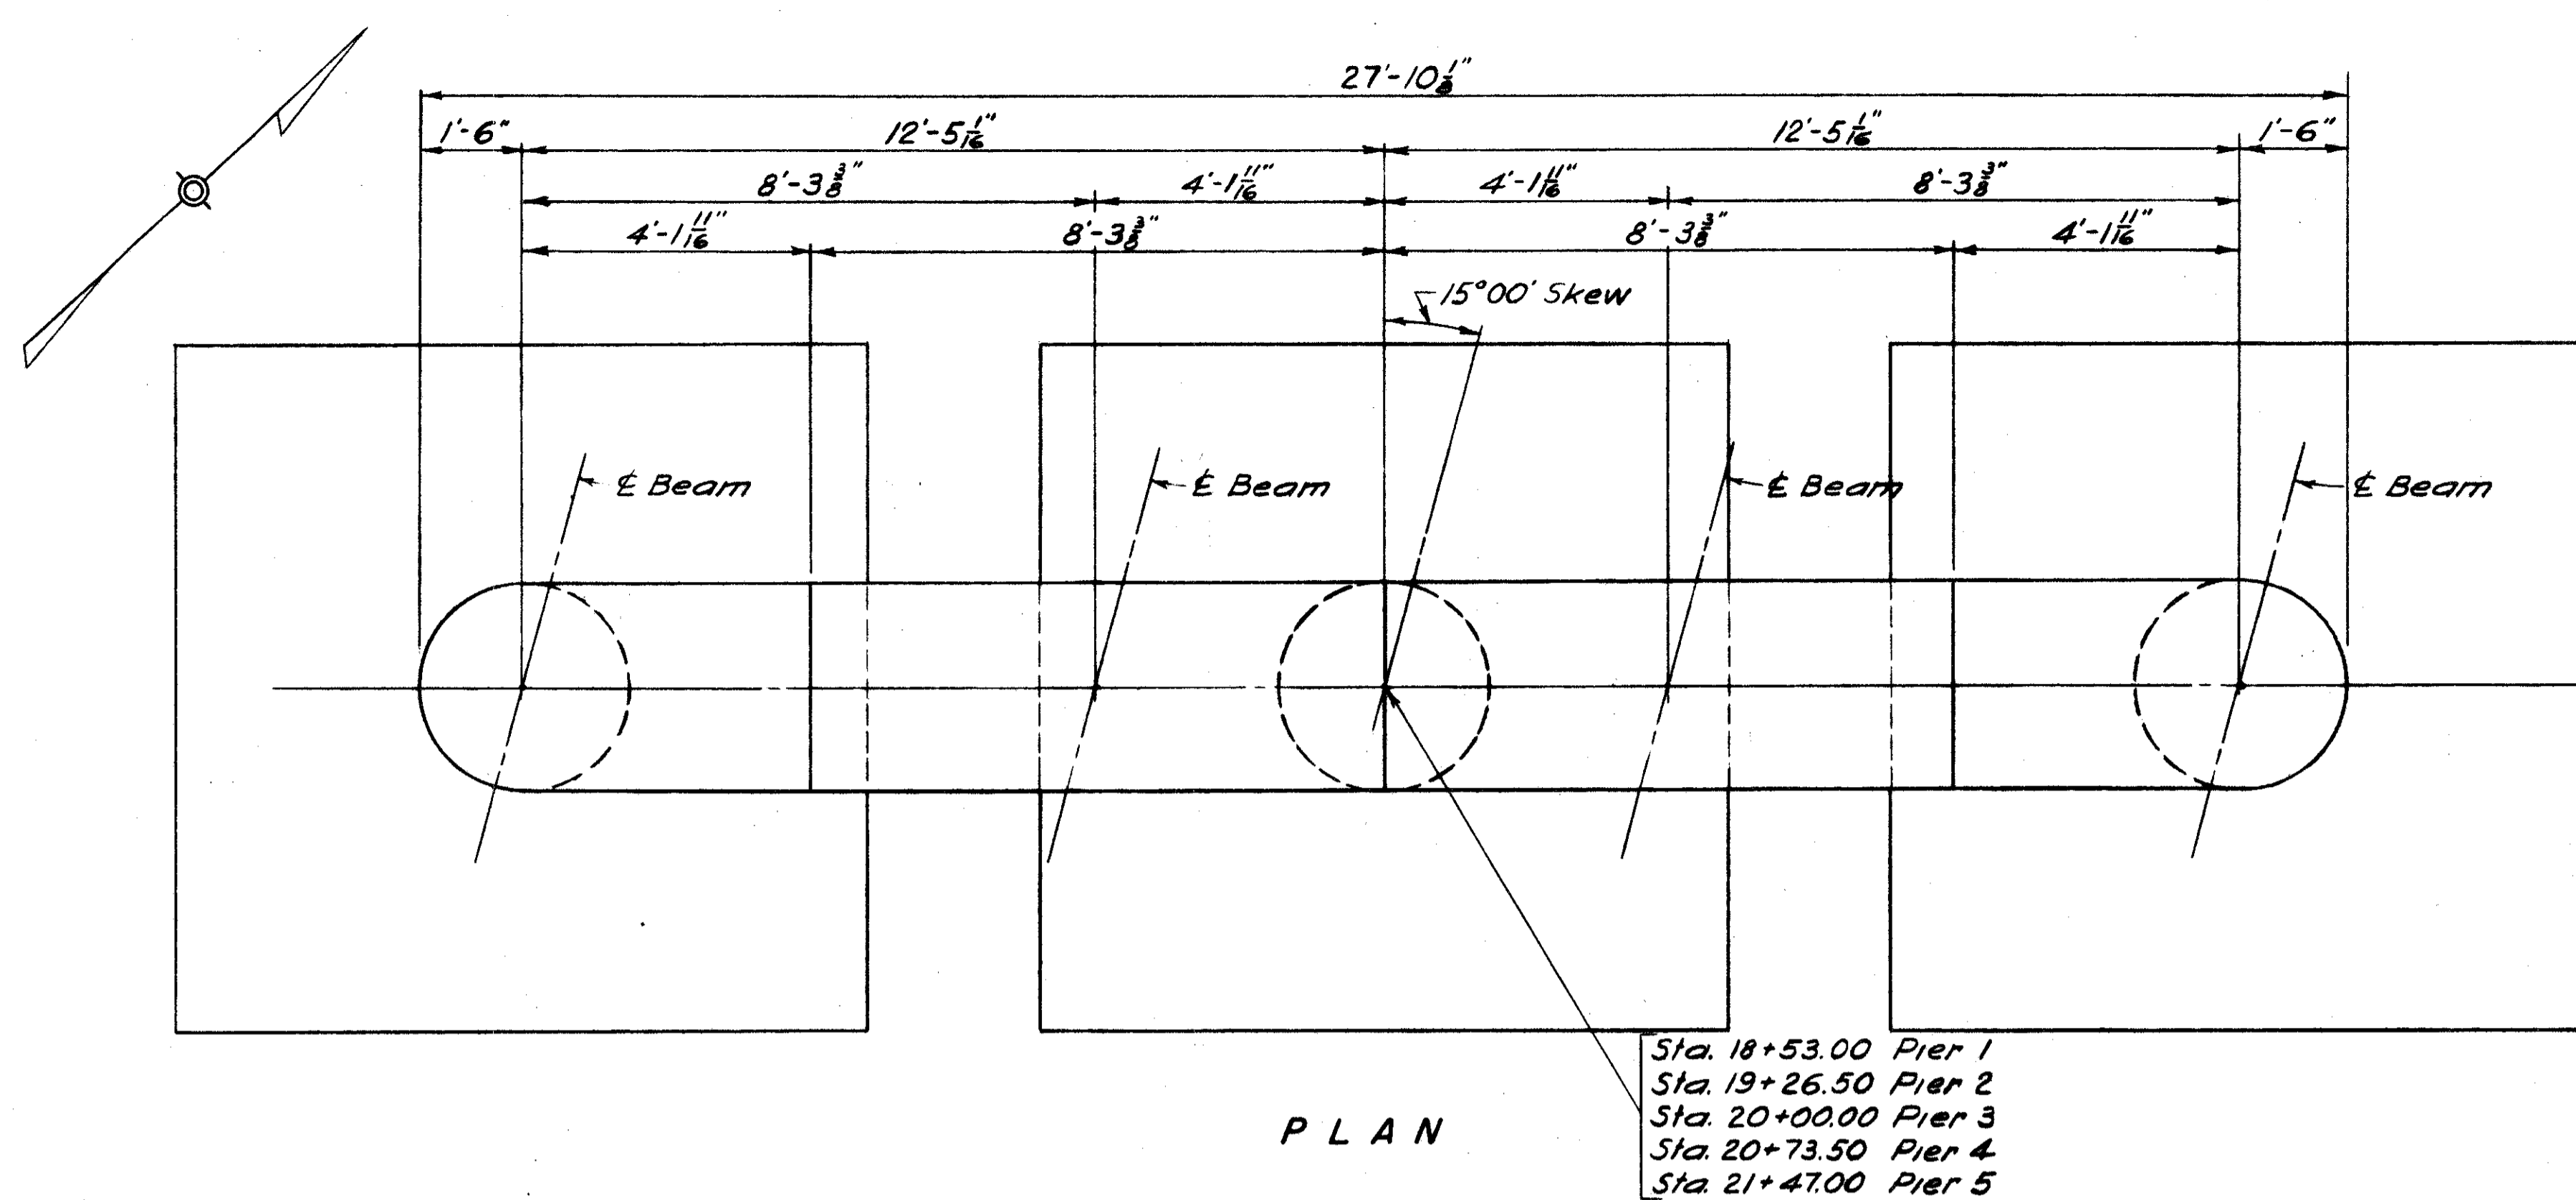 27'-10 1/8"
1'-6" 12'-5 1/16" 12'-5 1/16" 1'-6"
8'-3 3/8" 4'-1 11/16" 4'-1 11/16" 8'-3 3/8"
4'-1 11/16" 8'-3 3/8" 8'-3 3/8" 4'-1 11/16"
15°00' Skew
℄ Beam ℄ Beam ℄ Beam ℄ Beam
Sta. 18+53.00 Pier 1
Sta. 19+26.50 Pier 2
Sta. 20+00.00 Pier 3
Sta. 20+73.50 Pier 4
Sta. 21+47.00 Pier 5
PLAN